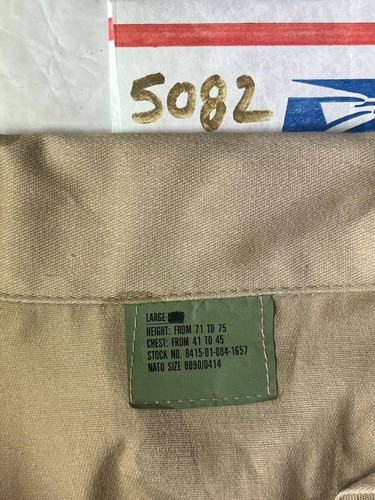 5082
LARGE-
HEIGHT: FROM 71 TO 75
CHEST: FROM 41 TO 45
STOCK NO. 8415-01-084-1657
NATO SIZE 8090/0414